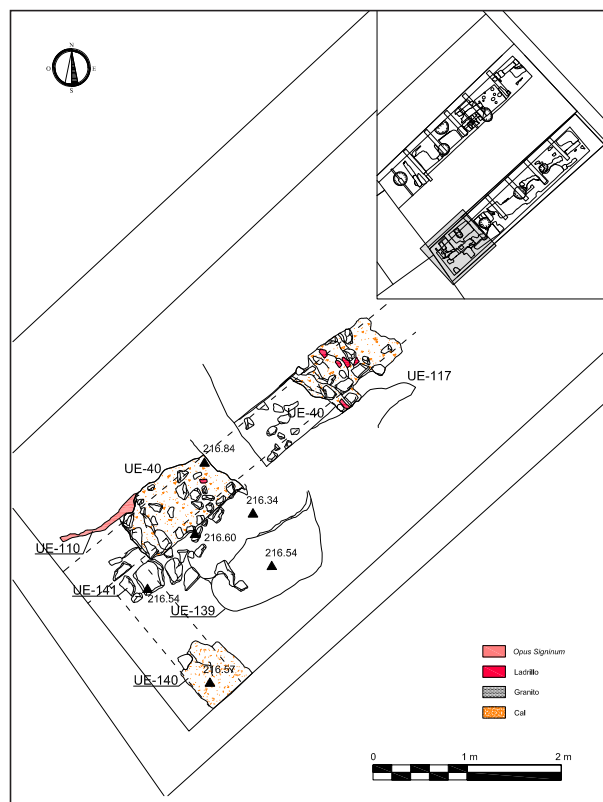 N
O E
S
UE-117
UE-40
216.84
UE-40
216.34
216.60
UE-110
216.54
UE-141
216.54
UE-139
216.57
UE-140
Opus Signinum
Ladrillo
Granito
Cal
0 1 m 2 m